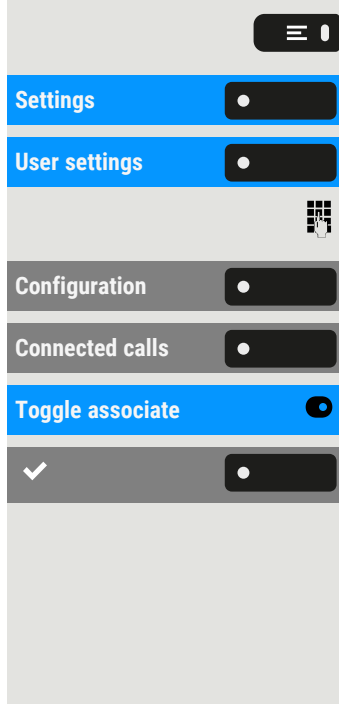 Settings
User settings
Configuration
Connected calls
Toggle associate